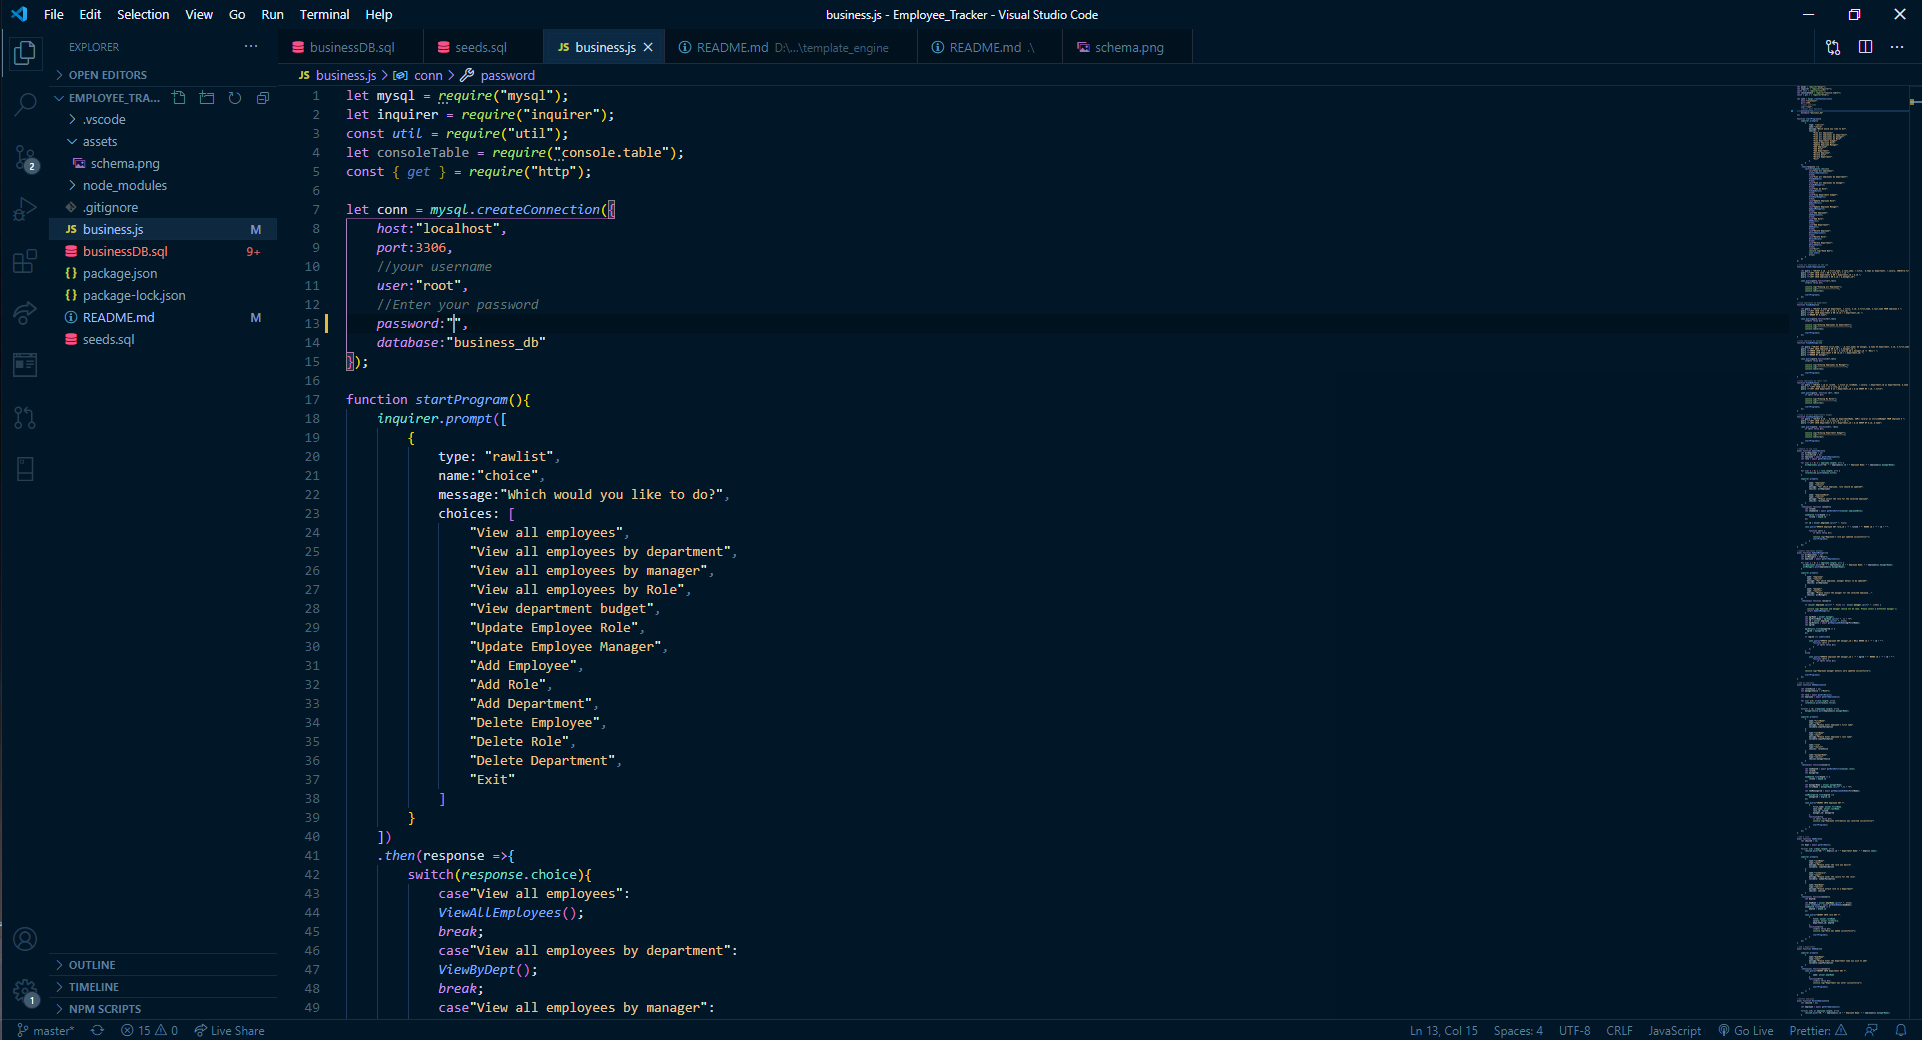 File Edit Selection View Go Run Terminal Help
business.js - Employee_Tracker - Visual Studio Code
EXPLORER
OPEN EDITORS
EMPLOYEE_TRA...
.vscode
assets
schema.png
node_modules
.gitignore
JS business.js M
businessDB.sql 9+
{} package.json
{} package-lock.json
README.md M
seeds.sql
OUTLINE
TIMELINE
NPM SCRIPTS
2
1
businessDB.sql
seeds.sql
JS business.js
README.md D:\...\template_engine
README.md .\
schema.png
JS business.js > conn > password
1 let mysql = require("mysql");
2 let inquirer = require("inquirer");
3 const util = require("util");
4 let consoleTable = require("console.table");
5 const { get } = require("http");
6
7 let conn = mysql.createConnection({
8 host:"localhost",
9 port:3306,
10 //your username
11 user:"root",
12 //Enter your password
13 password:"",
14 database:"business_db"
15 });
16
17 function startProgram(){
18 inquirer.prompt([
19 {
20 type: "rawlist",
21 name:"choice",
22 message:"Which would you like to do?",
23 choices: [
24 "View all employees",
25 "View all employees by department",
26 "View all employees by manager",
27 "View all employees by Role",
28 "View department budget",
29 "Update Employee Role",
30 "Update Employee Manager",
31 "Add Employee",
32 "Add Role",
33 "Add Department",
34 "Delete Employee",
35 "Delete Role",
36 "Delete Department",
37 "Exit"
38 ]
39 }
40 ])
41 .then(response =>{
42 switch(response.choice){
43 case"View all employees":
44 ViewAllEmployees();
45 break;
46 case"View all employees by department":
47 ViewByDept();
48 break;
49 case"View all employees by manager":
master* 15 0 Live Share
Ln 13, Col 15 Spaces: 4 UTF-8 CRLF JavaScript Go Live Prettier: